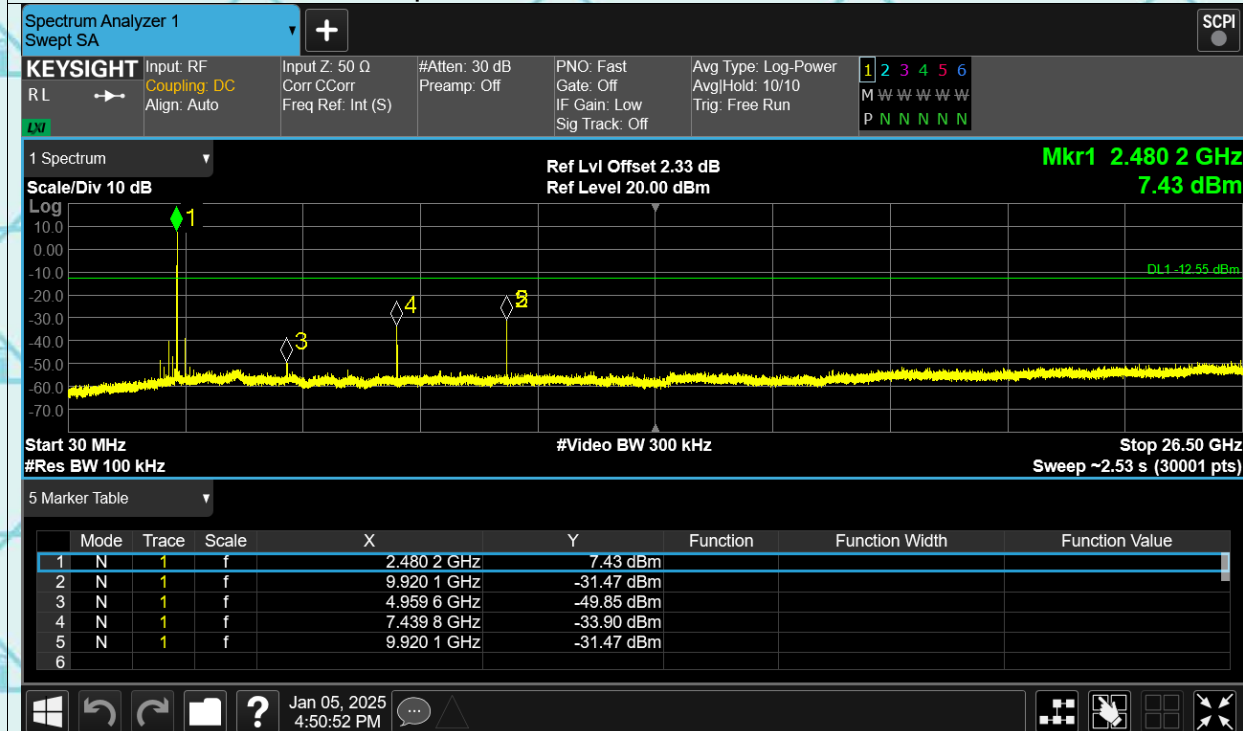 Spectrum Analyzer 1
Swept SA
+
SCPI
KEYSIGHT
R L
LXI
Input: RF
Coupling: DC
Align: Auto
Input Z: 50 Ω
Corr CCorr
Freq Ref: Int (S)
#Atten: 30 dB
Preamp: Off
PNO: Fast
Gate: Off
IF Gain: Low
Sig Track: Off
Avg Type: Log-Power
Avg|Hold: 10/10
Trig: Free Run
1 2 3 4 5 6
M W W W W W
P N N N N N
1 Spectrum
Scale/Div 10 dB
Ref Lvl Offset 2.33 dB
Ref Level 20.00 dBm
Mkr1 2.480 2 GHz
7.43 dBm
Log
10.0
0.00
-10.0
-20.0
-30.0
-40.0
-50.0
-60.0
-70.0
1
3
4
DL1 -12.55 dBm
Start 30 MHz
#Res BW 100 kHz
#Video BW 300 kHz
Stop 26.50 GHz
Sweep ~2.53 s (30001 pts)
5 Marker Table
Mode Trace Scale X Y Function Function Width Function Value
1 N 1 f 2.480 2 GHz 7.43 dBm
2 N 1 f 9.920 1 GHz -31.47 dBm
3 N 1 f 4.959 6 GHz -49.85 dBm
4 N 1 f 7.439 8 GHz -33.90 dBm
5 N 1 f 9.920 1 GHz -31.47 dBm
6
?
Jan 05, 2025
4:50:52 PM